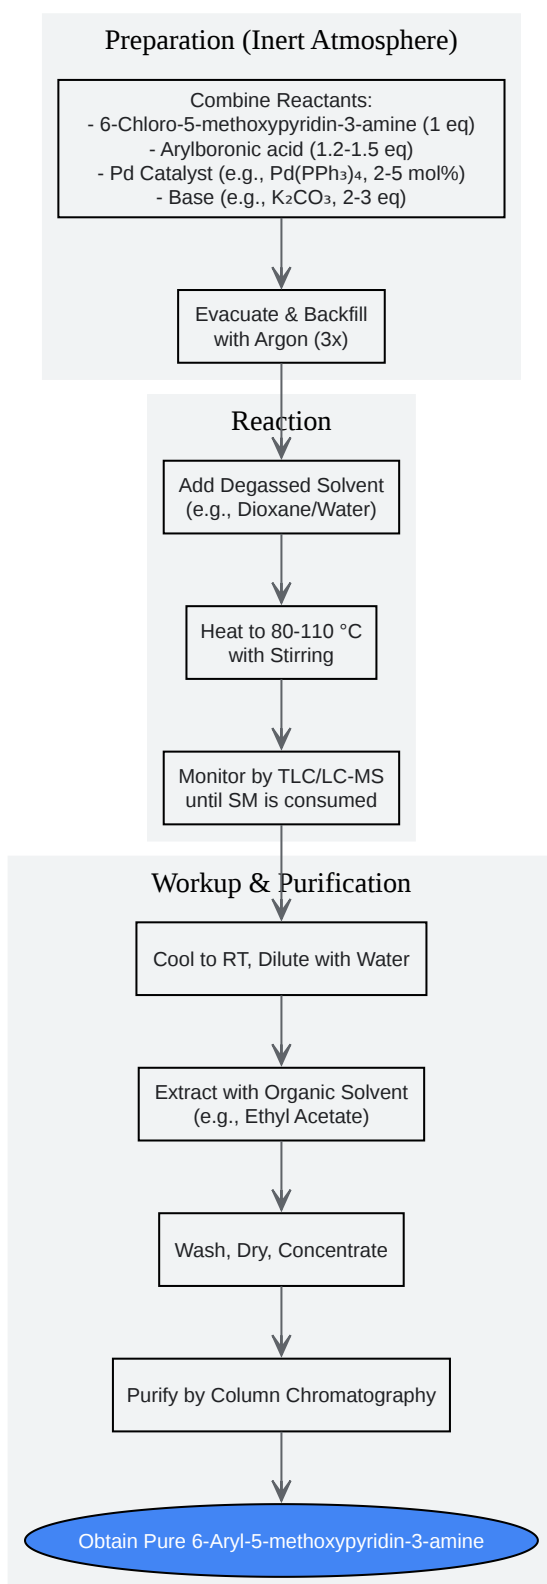 Preparation (Inert Atmosphere)
Combine Reactants:
- 6-Chloro-5-methoxypyridin-3-amine (1 eq)
- Arylboronic acid (1.2-1.5 eq)
- Pd Catalyst (e.g., Pd(PPh₃)₄, 2-5 mol%)
- Base (e.g., K₂CO₃, 2-3 eq)
Evacuate & Backfill
with Argon (3x)
Reaction
Add Degassed Solvent
(e.g., Dioxane/Water)
Heat to 80-110 °C
with Stirring
Monitor by TLC/LC-MS
until SM is consumed
Workup & Purification
Cool to RT, Dilute with Water
Extract with Organic Solvent
(e.g., Ethyl Acetate)
Wash, Dry, Concentrate
Purify by Column Chromatography
Obtain Pure 6-Aryl-5-methoxypyridin-3-amine